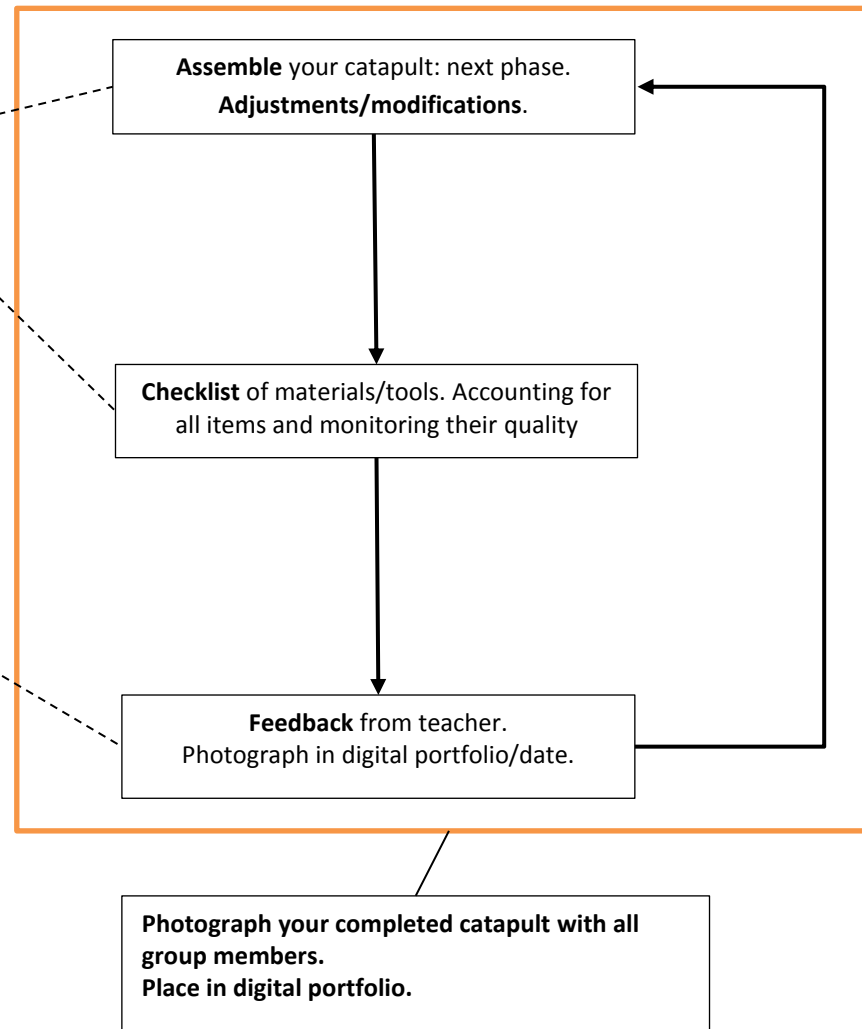 Assemble your catapult: next phase.
Adjustments/modifications.
Checklist of materials/tools. Accounting for
all items and monitoring their quality
Feedback from teacher.
Photograph in digital portfolio/date.
Photograph your completed catapult with all
group members.
Place in digital portfolio.